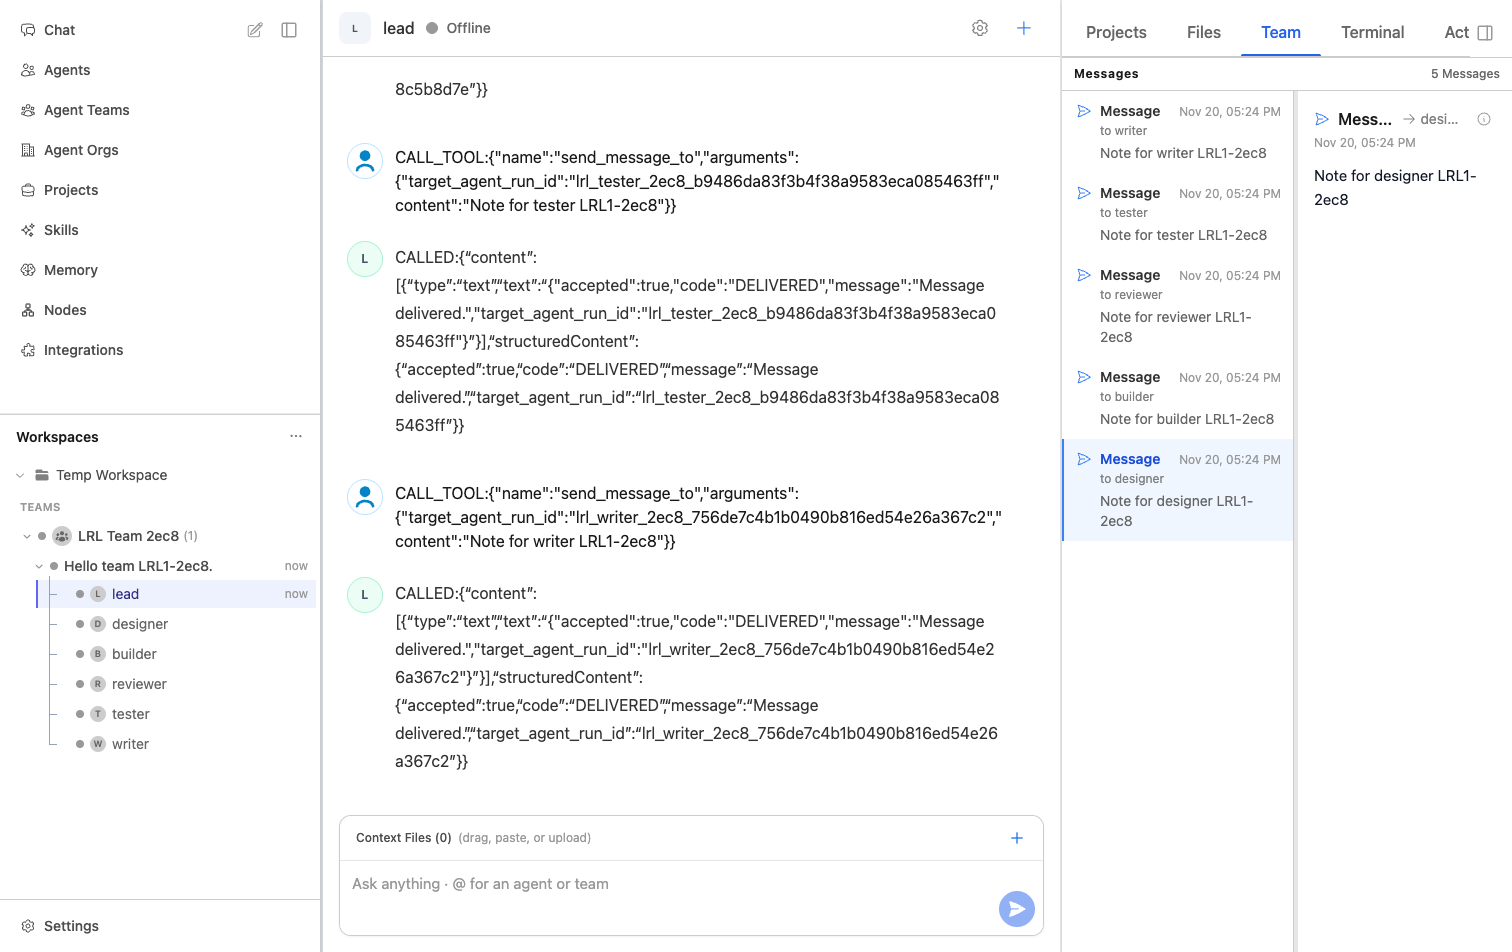 Chat
Agents
Agent Teams
Agent Orgs
Projects
Skills
Memory
Nodes
Integrations
Workspaces
Temp Workspace
TEAMS
LRL Team 2ec8 (1)
Hello team LRL1-2ec8. now
L lead now
D designer
B builder
R reviewer
T tester
W writer
Settings
L lead Offline
8c5b8d7e”}}
CALL_TOOL:{"name":"send_message_to","arguments":
{"target_agent_run_id":"lrl_tester_2ec8_b9486da83f3b4f38a9583eca085463ff","
content":"Note for tester LRL1-2ec8"}}
L
CALLED:{“content”:
[{“type”:“text”,“text”:“{"accepted":true,"code":"DELIVERED","message":"Message
delivered.","target_agent_run_id":"lrl_tester_2ec8_b9486da83f3b4f38a9583eca0
85463ff"}”}],“structuredContent”:
{“accepted”:true,“code”:“DELIVERED”,“message”:“Message
delivered.”,“target_agent_run_id”:“lrl_tester_2ec8_b9486da83f3b4f38a9583eca08
5463ff”}}
CALL_TOOL:{"name":"send_message_to","arguments":
{"target_agent_run_id":"lrl_writer_2ec8_756de7c4b1b0490b816ed54e26a367c2","
content":"Note for writer LRL1-2ec8"}}
L
CALLED:{“content”:
[{“type”:“text”,“text”:“{"accepted":true,"code":"DELIVERED","message":"Message
delivered.","target_agent_run_id":"lrl_writer_2ec8_756de7c4b1b0490b816ed54e2
6a367c2"}”}],“structuredContent”:
{“accepted”:true,“code”:“DELIVERED”,“message”:“Message
delivered.”,“target_agent_run_id”:“lrl_writer_2ec8_756de7c4b1b0490b816ed54e26
a367c2”}}
Context Files (0) (drag, paste, or upload)
Ask anything · @ for an agent or team
Projects Files Team Terminal Act
Messages 5 Messages
Message Nov 20, 05:24 PM
to writer
Note for writer LRL1-2ec8
Message Nov 20, 05:24 PM
to tester
Note for tester LRL1-2ec8
Message Nov 20, 05:24 PM
to reviewer
Note for reviewer LRL1-
2ec8
Message Nov 20, 05:24 PM
to builder
Note for builder LRL1-2ec8
Message Nov 20, 05:24 PM
to designer
Note for designer LRL1-
2ec8
Mess... → desi...
Nov 20, 05:24 PM
Note for designer LRL1-
2ec8